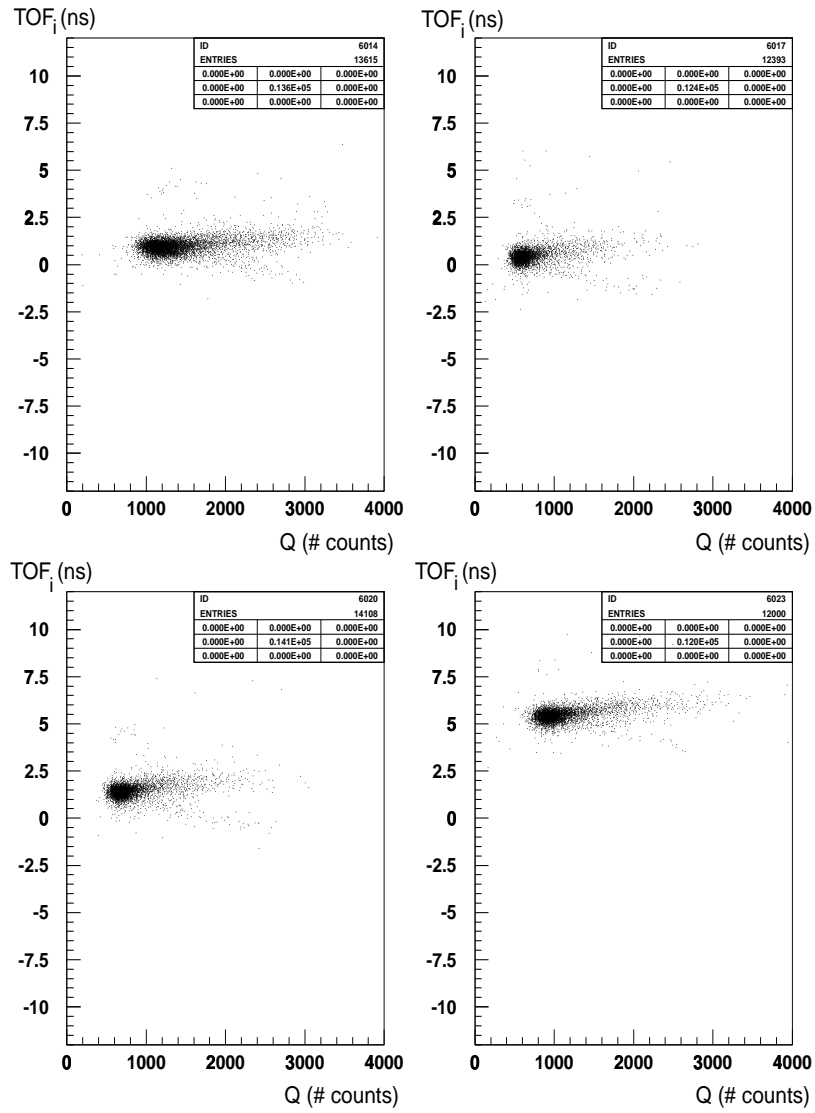 TOFi (ns)
ID 6014
ENTRIES 13615
0.000E+00 0.000E+00 0.000E+00
0.000E+00 0.136E+05 0.000E+00
0.000E+00 0.000E+00 0.000E+00
10
7.5
5
2.5
0
-2.5
-5
-7.5
-10
0 1000 2000 3000 4000
Q (# counts)
TOFi (ns)
ID 6017
ENTRIES 12393
0.000E+00 0.000E+00 0.000E+00
0.000E+00 0.124E+05 0.000E+00
0.000E+00 0.000E+00 0.000E+00
10
7.5
5
2.5
0
-2.5
-5
-7.5
-10
0 1000 2000 3000 4000
Q (# counts)
TOFi (ns)
ID 6020
ENTRIES 14108
0.000E+00 0.000E+00 0.000E+00
0.000E+00 0.141E+05 0.000E+00
0.000E+00 0.000E+00 0.000E+00
10
7.5
5
2.5
0
-2.5
-5
-7.5
-10
0 1000 2000 3000 4000
Q (# counts)
TOFi (ns)
ID 6023
ENTRIES 12000
0.000E+00 0.000E+00 0.000E+00
0.000E+00 0.120E+05 0.000E+00
0.000E+00 0.000E+00 0.000E+00
10
7.5
5
2.5
0
-2.5
-5
-7.5
-10
0 1000 2000 3000 4000
Q (# counts)